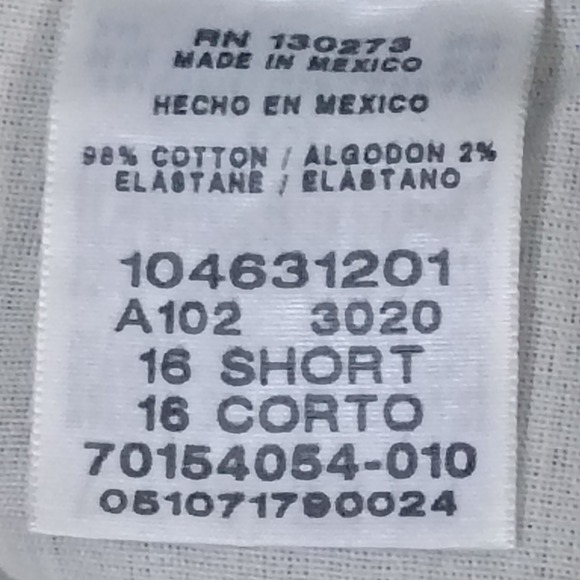 RN 130273
MADE IN MEXICO
HECHO EN MEXICO
98% COTTON / ALGODON 2%
ELASTANE / ELASTANO
104631201
A102 3020
16 SHORT
16 CORTO
70154054-010
051071790024